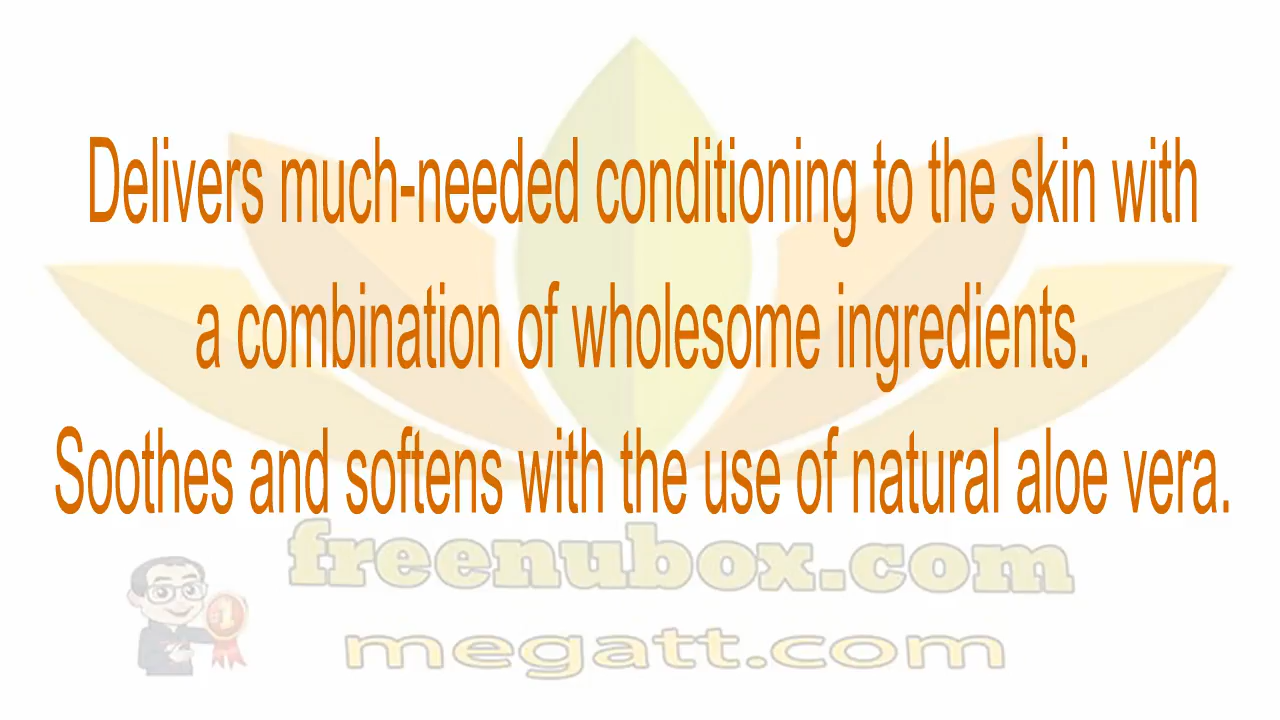 Delivers much-needed conditioning to the skin with
a combination of wholesome ingredients.
Soothes and softens with the use of natural aloe vera.
freenubox.com
#1
megatt.com